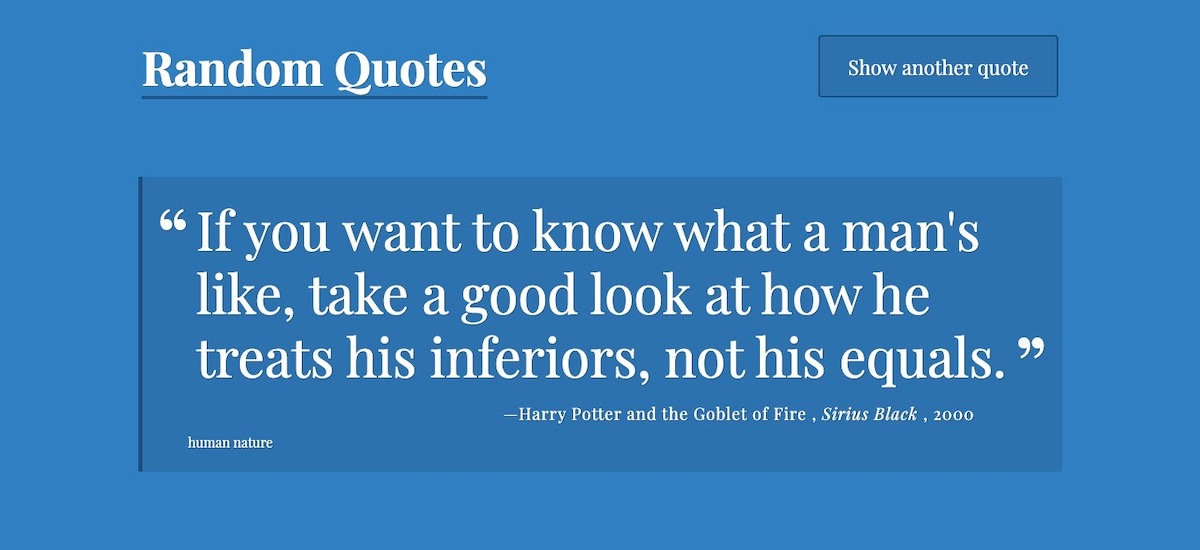 Random Quotes
Show another quote
“ If you want to know what a man's
like, take a good look at how he
treats his inferiors, not his equals. ”
—Harry Potter and the Goblet of Fire , Sirius Black , 2000
human nature